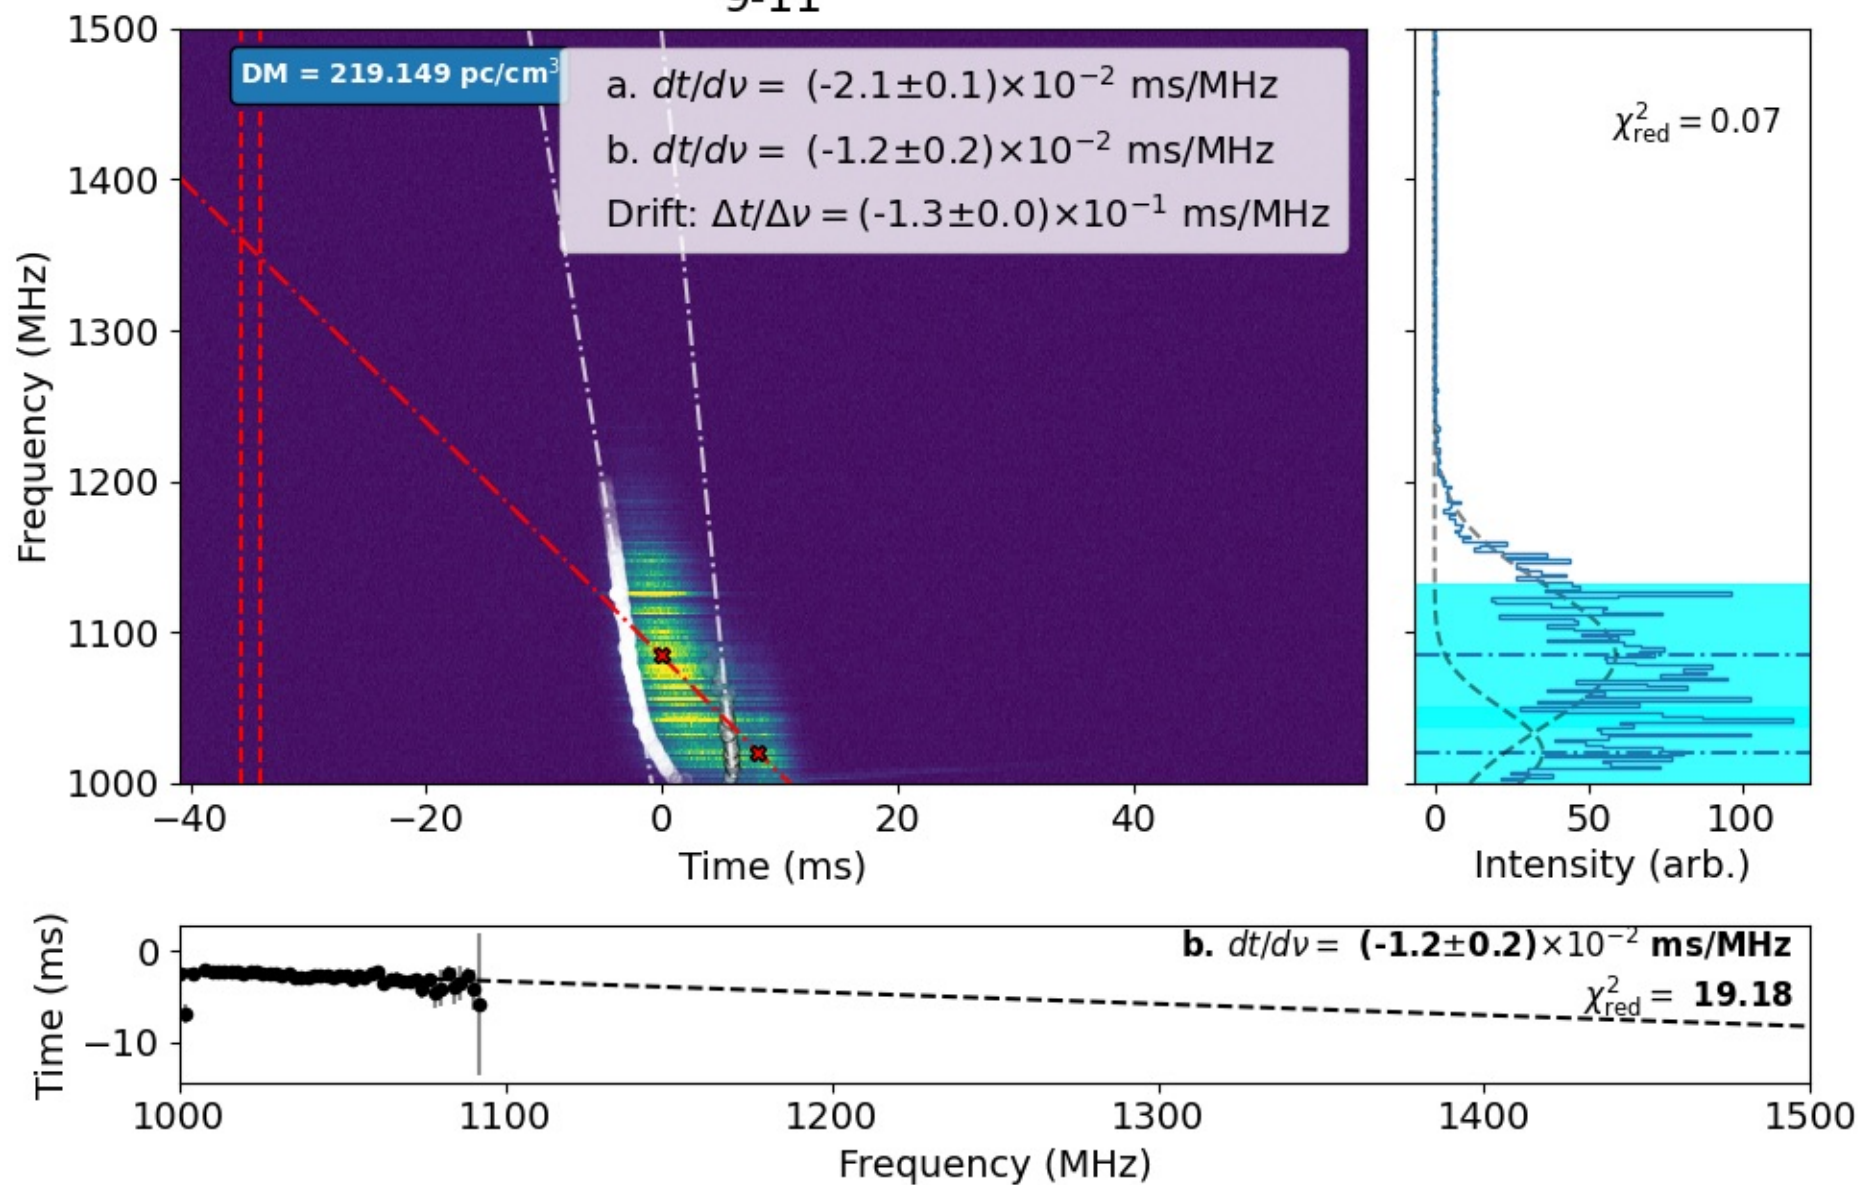 9-11
1500
1400
1300
1200
1100
1000
Frequency (MHz)
DM = 219.149 pc/cm³
a. dt/dν = (-2.1±0.1)×10⁻² ms/MHz
b. dt/dν = (-1.2±0.2)×10⁻² ms/MHz
Drift: Δt/Δν = (-1.3±0.0)×10⁻¹ ms/MHz
−40 −20 0 20 40
Time (ms)
χ²red = 0.07
0 50 100
Intensity (arb.)
Time (ms)
0
−10
b. dt/dν = (-1.2±0.2)×10⁻² ms/MHz
χ²red = 19.18
1000 1100 1200 1300 1400 1500
Frequency (MHz)